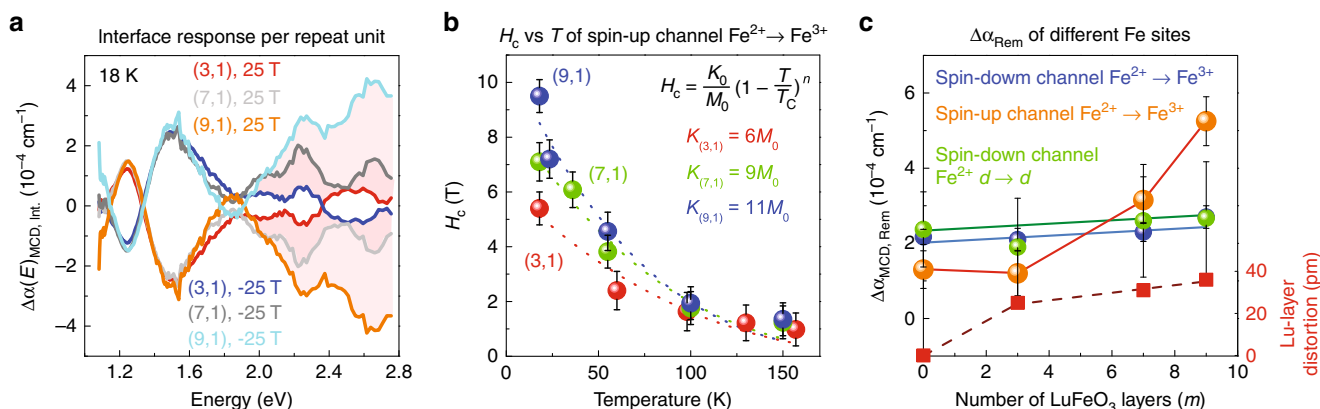 a
Interface response per repeat unit
18 K
(3,1), 25 T
(7,1), 25 T
(9,1), 25 T
(3,1), -25 T
(7,1), -25 T
(9,1), -25 T
4
2
0
−2
−4
Δα(E)MCD, Int. (10⁻⁴ cm⁻¹)
1.2 1.6 2.0 2.4 2.8
Energy (eV)
b
Hc vs T of spin-up channel Fe²⁺→ Fe³⁺
(9,1)
(7,1)
(3,1)
Hc = K0/M0 (1 − T/TC)ⁿ
K(3,1) = 6M0
K(7,1) = 9M0
K(9,1) = 11M0
10
8
6
4
2
0
Hc (T)
0 50 100 150
Temperature (K)
c
ΔαRem of different Fe sites
Spin-down channel Fe²⁺ → Fe³⁺
Spin-up channel Fe²⁺ → Fe³⁺
Spin-down channel
Fe²⁺ d → d
6
4
2
0
ΔαMCD, Rem (10⁻⁴ cm⁻¹)
40
20
0
Lu-layer
distortion (pm)
0 2 4 6 8 10
Number of LuFeO₃ layers (m)